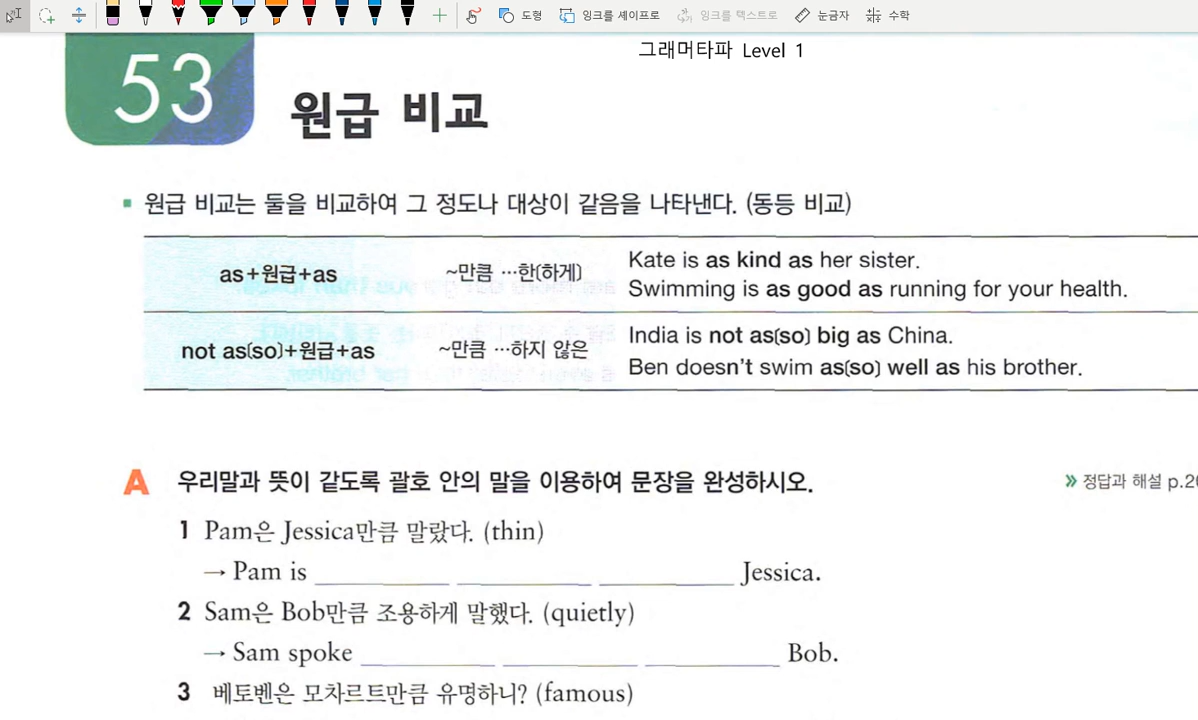 도형 잉크를 셰이프로 잉크를 텍스트로 눈금자 수학
그래머타파 Level 1
53 원급 비교
▪ 원급 비교는 둘을 비교하여 그 정도나 대상이 같음을 나타낸다. (동등 비교)
as+원급+as ~만큼 …한(하게)
Kate is as kind as her sister.
Swimming is as good as running for your health.
not as(so)+원급+as ~만큼 …하지 않은
India is not as(so) big as China.
Ben doesn't swim as(so) well as his brother.
A 우리말과 뜻이 같도록 괄호 안의 말을 이용하여 문장을 완성하시오.
» 정답과 해설 p.20
1 Pam은 Jessica만큼 말랐다. (thin)
→ Pam is ________ ________ ________ Jessica.
2 Sam은 Bob만큼 조용하게 말했다. (quietly)
→ Sam spoke ________ ________ ________ Bob.
3 베토벤은 모차르트만큼 유명하니? (famous)